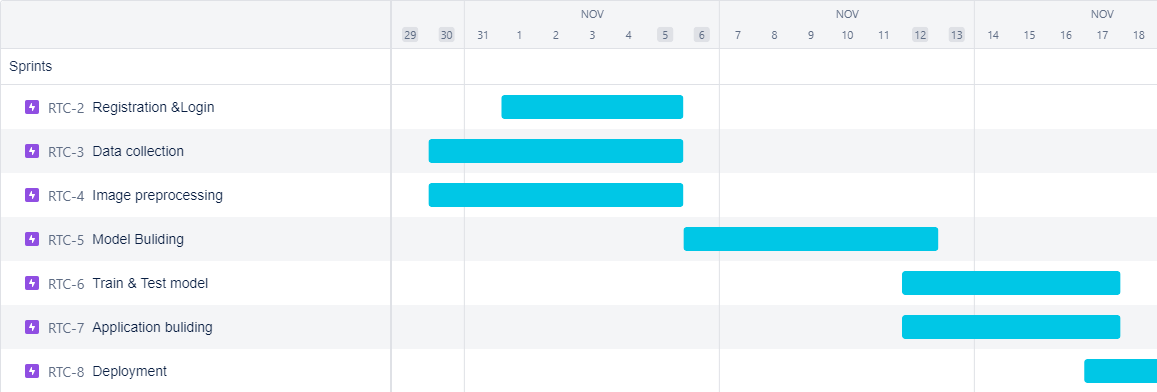 NOV NOV NOV
29 30 31 1 2 3 4 5 6 7 8 9 10 11 12 13 14 15 16 17 18
Sprints
RTC-2 Registration &Login
RTC-3 Data collection
RTC-4 Image preprocessing
RTC-5 Model Buliding
RTC-6 Train & Test model
RTC-7 Application buliding
RTC-8 Deployment